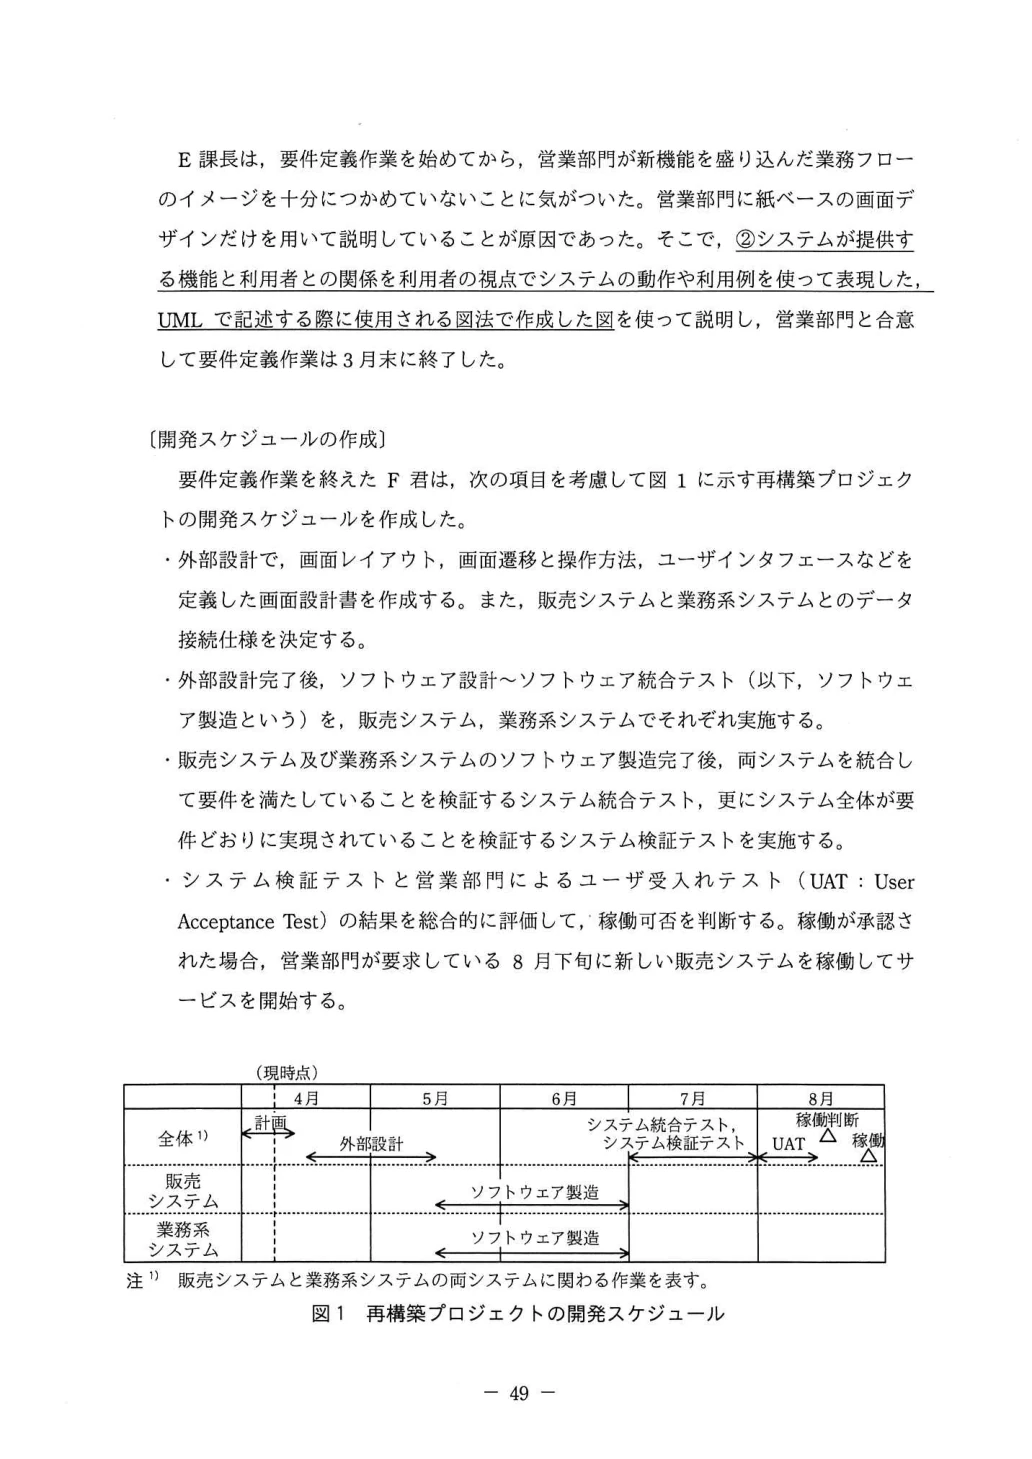 E 課長は，要件定義作業を始めてから，営業部門が新機能を盛り込んだ業務フロー
のイメージを十分につかめていないことに気がついた。営業部門に紙ベースの画面デ
ザインだけを用いて説明していることが原因であった。そこで，②システムが提供す
る機能と利用者との関係を利用者の視点でシステムの動作や利用例を使って表現した，
UML で記述する際に使用される図法で作成した図を使って説明し，営業部門と合意
して要件定義作業は 3 月末に終了した。
〔開発スケジュールの作成〕
要件定義作業を終えた F 君は，次の項目を考慮して図 1 に示す再構築プロジェク
トの開発スケジュールを作成した。
・外部設計で，画面レイアウト，画面遷移と操作方法，ユーザインタフェースなどを
定義した画面設計書を作成する。また，販売システムと業務系システムとのデータ
接続仕様を決定する。
・外部設計完了後，ソフトウェア設計～ソフトウェア統合テスト（以下，ソフトウェ
ア製造という）を，販売システム，業務系システムでそれぞれ実施する。
・販売システム及び業務系システムのソフトウェア製造完了後，両システムを統合し
て要件を満たしていることを検証するシステム統合テスト，更にシステム全体が要
件どおりに実現されていることを検証するシステム検証テストを実施する。
・システム検証テストと営業部門によるユーザ受入れテスト（UAT：User
Acceptance Test）の結果を総合的に評価して，稼働可否を判断する。稼働が承認さ
れた場合，営業部門が要求している 8 月下旬に新しい販売システムを稼働してサ
ービスを開始する。
（現時点）
4月 5月 6月 7月 8月
全体1) 計画 外部設計 システム統合テスト，
システム検証テスト UAT 稼働判断 稼働
販売
システム ソフトウェア製造
業務系
システム ソフトウェア製造
注1) 販売システムと業務系システムの両システムに関わる作業を表す。
図1 再構築プロジェクトの開発スケジュール
－ 49 －